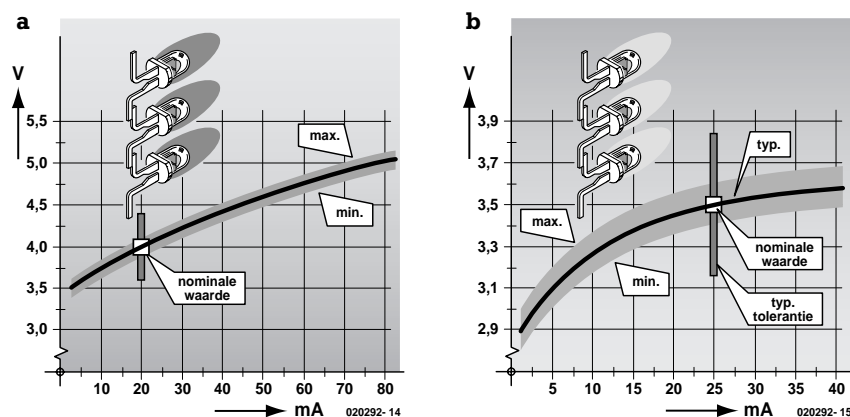 a
V
5,5
5,0
4,5
4,0
3,5
3,0
max.
min.
nominale
waarde
10 20 30 40 50 60 70 80
mA
020292- 14
b
V
3,9
3,7
3,5
3,3
3,1
2,9
typ.
max.
min.
nominale
waarde
typ.
tolerantie
5 10 15 20 25 30 35 40
mA
020292- 15